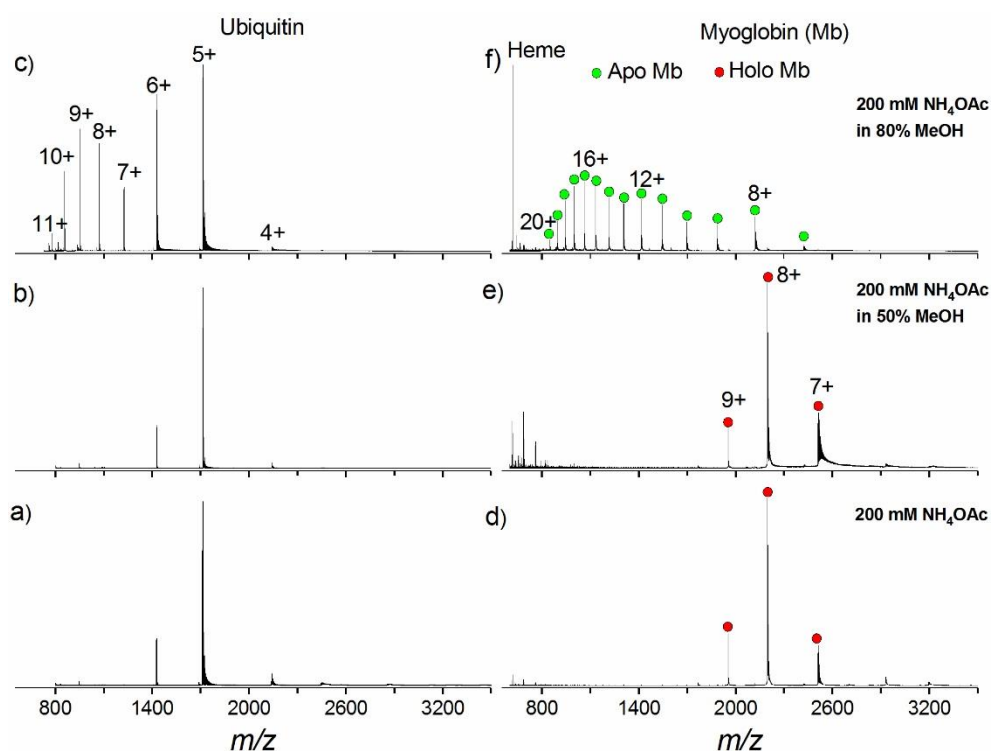 Ubiquitin
c)
5+
6+
9+
8+
10+
7+
11+
4+
Myoglobin (Mb)
f)
Heme
Apo Mb
Holo Mb
200 mM NH₄OAc
in 80% MeOH
16+
12+
20+
8+
b)
e)
8+
200 mM NH₄OAc
in 50% MeOH
9+
7+
a)
d)
200 mM NH₄OAc
800 1400 2000 2600 3200
m/z
800 1400 2000 2600 3200
m/z